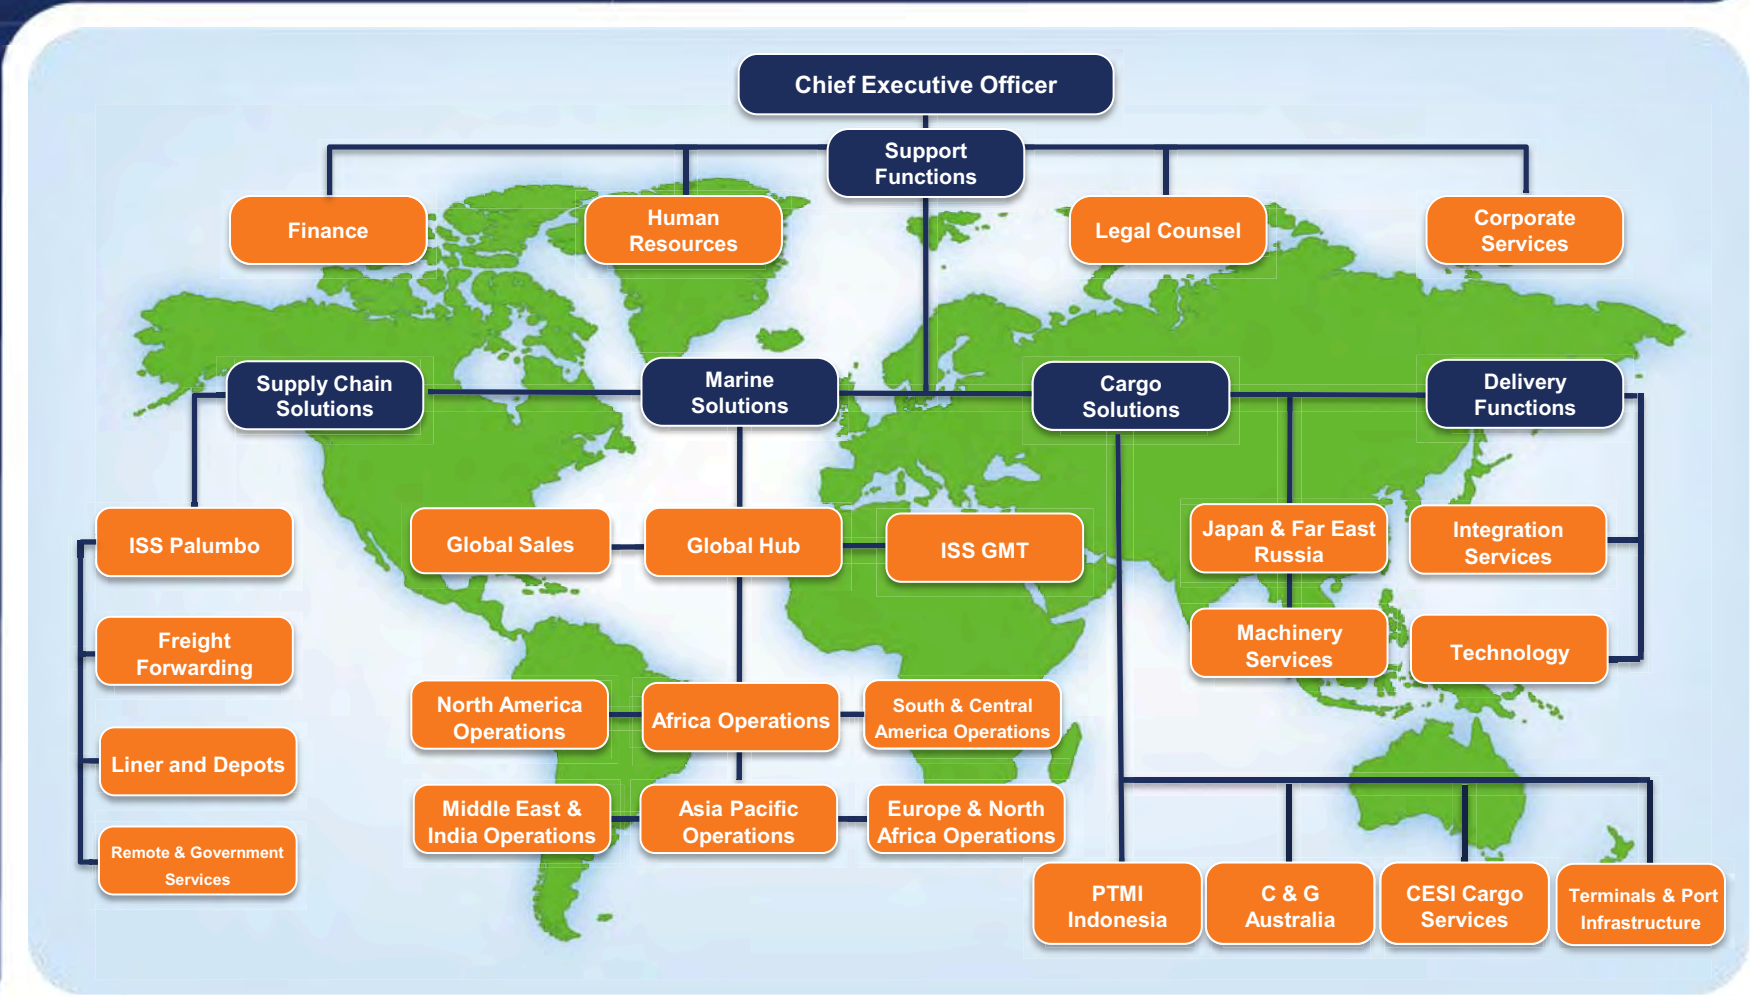 Chief Executive Officer
Support
Functions
Finance
Human
Resources
Legal Counsel
Corporate
Services
Supply Chain
Solutions
Marine
Solutions
Cargo
Solutions
Delivery
Functions
ISS Palumbo
Global Sales
Global Hub
ISS GMT
Japan & Far East
Russia
Integration
Services
Freight
Forwarding
Machinery
Services
Technology
North America
Operations
Africa Operations
South & Central
America Operations
Liner and Depots
Middle East &
India Operations
Asia Pacific
Operations
Europe & North
Africa Operations
Remote & Government
Services
PTMI
Indonesia
C & G
Australia
CESI Cargo
Services
Terminals & Port
Infrastructure